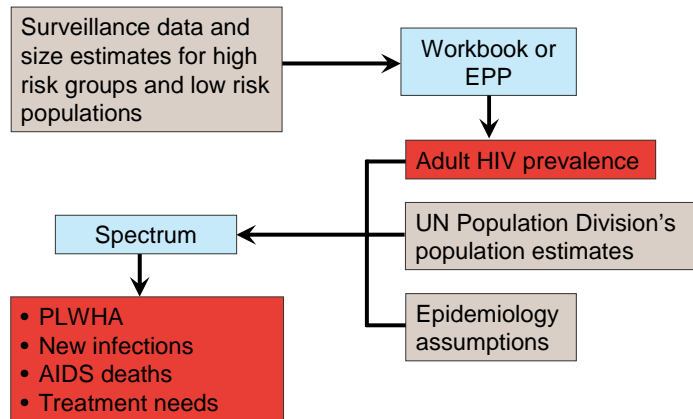 Surveillance data and
size estimates for high
risk groups and low risk
populations
Workbook or
EPP
Adult HIV prevalence
UN Population Division's
population estimates
Spectrum
Epidemiology
assumptions
• PLWHA
• New infections
• AIDS deaths
• Treatment needs